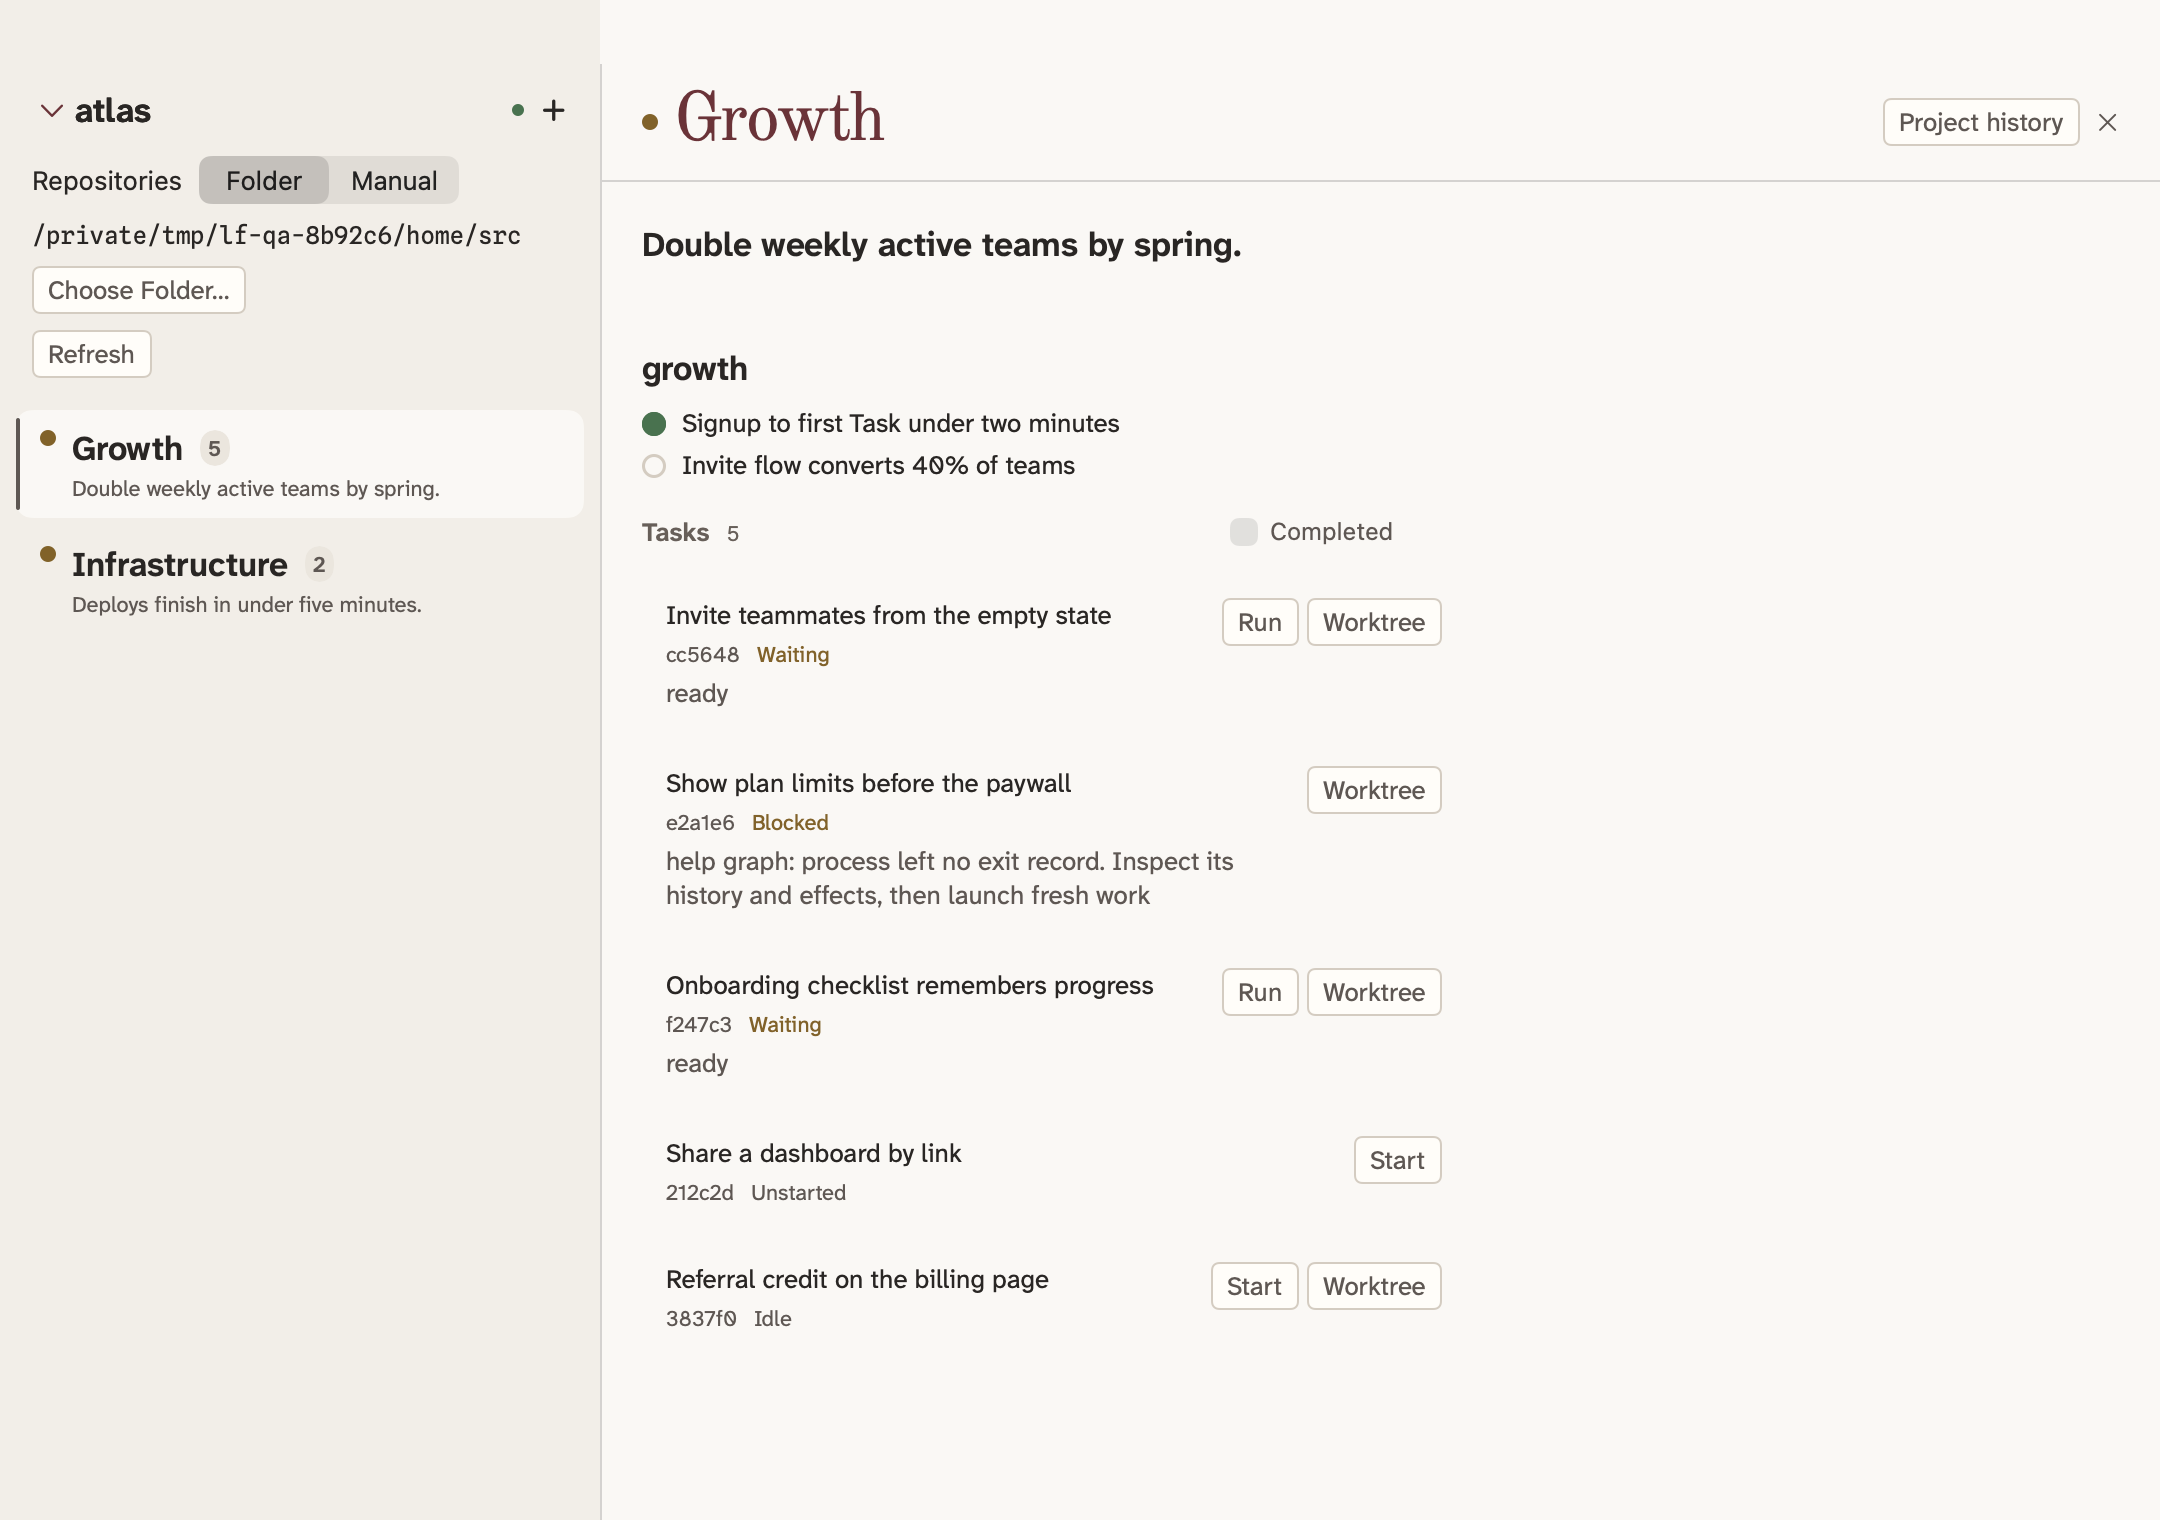 atlas
Repositories Folder Manual
/private/tmp/lf-qa-8b92c6/home/src
Choose Folder...
Refresh
Growth 5
Double weekly active teams by spring.
Infrastructure 2
Deploys finish in under five minutes.
Growth
Project history
Double weekly active teams by spring.
growth
Signup to first Task under two minutes
Invite flow converts 40% of teams
Tasks 5
Completed
Invite teammates from the empty state
Run Worktree
cc5648 Waiting
ready
Show plan limits before the paywall
Worktree
e2a1e6 Blocked
help graph: process left no exit record. Inspect its
history and effects, then launch fresh work
Onboarding checklist remembers progress
Run Worktree
f247c3 Waiting
ready
Share a dashboard by link
Start
212c2d Unstarted
Referral credit on the billing page
Start Worktree
3837f0 Idle